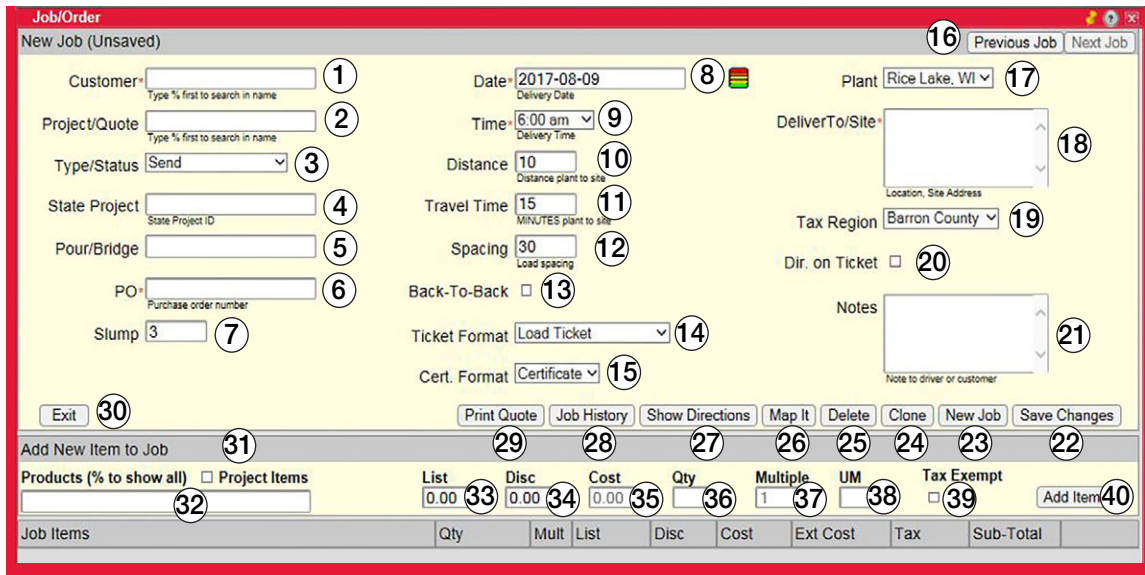 Job/Order
New Job (Unsaved) 16 Previous Job Next Job
Customer* 1 Date* 2017-08-09 8 Plant Rice Lake, WI 17
Type % first to search in name Delivery Date
Project/Quote 2 Time* 6:00 am 9 DeliverTo/Site* 18
Type % first to search in name Delivery Time
Type/Status Send 3 Distance 10 10
Distance plant to site Location, Site Address
State Project 4 Travel Time 15 11 Tax Region Barron County 19
State Project ID MINUTES plant to site
Pour/Bridge 5 Spacing 30 12 Dir. on Ticket 20
Load spacing
PO* 6 Back-To-Back 13 Notes 21
Purchase order number
Slump 3 7 Ticket Format Load Ticket 14
Cert. Format Certificate 15 Note to driver or customer
Exit 30 Print Quote Job History Show Directions Map It Delete Clone New Job Save Changes
29 28 27 26 25 24 23 22
Add New Item to Job 31
Products (% to show all) Project Items List Disc Cost Qty Multiple UM Tax Exempt
32 0.00 33 0.00 34 0.00 35 36 1 37 38 39 Add Item 40
Job Items Qty Mult List Disc Cost Ext Cost Tax Sub-Total